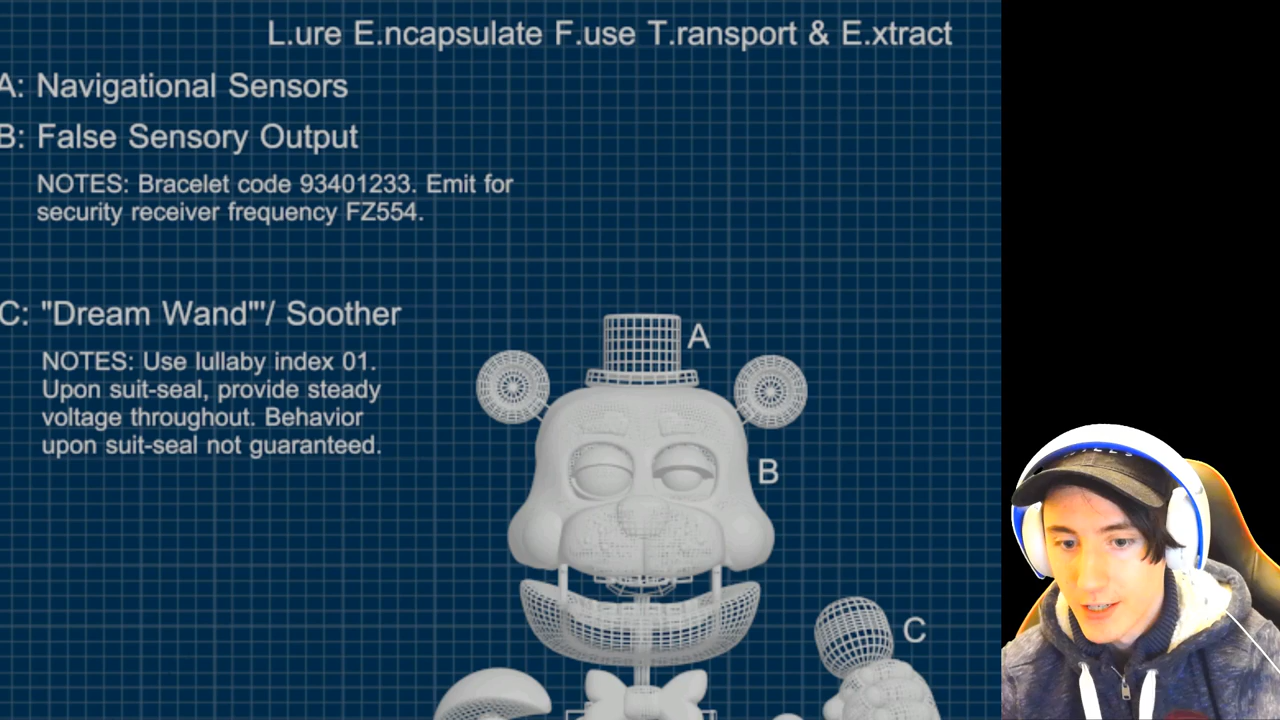 L.ure E.ncapsulate F.use T.ransport & E.xtract
A: Navigational Sensors
B: False Sensory Output
NOTES: Bracelet code 93401233. Emit for
security receiver frequency FZ554.
C: "Dream Wand"'/ Soother
NOTES: Use lullaby index 01.
Upon suit-seal, provide steady
voltage throughout. Behavior
upon suit-seal not guaranteed.
A
B
C